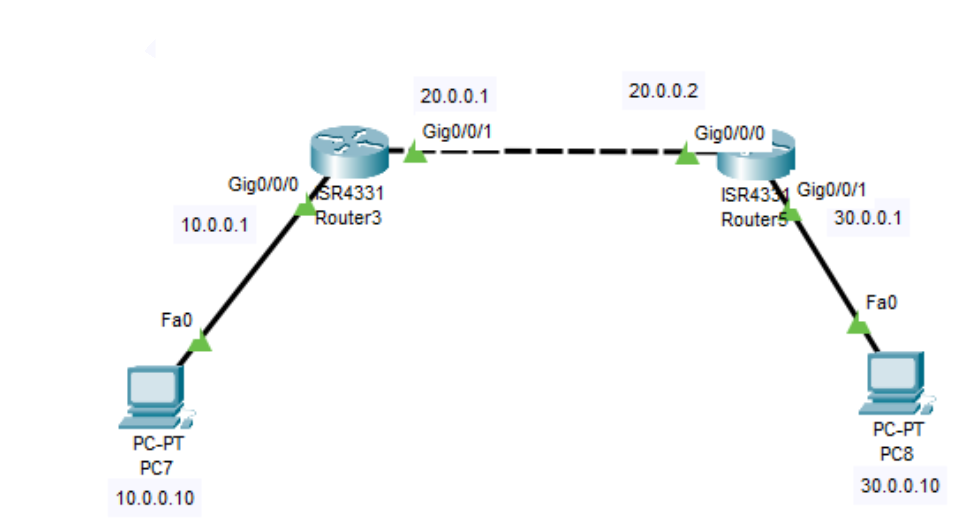 20.0.0.1
20.0.0.2
Gig0/0/1
Gig0/0/0
Gig0/0/0
ISR4331
Router3
ISR4331
Router5
Gig0/0/1
10.0.0.1
30.0.0.1
Fa0
Fa0
PC-PT
PC7
10.0.0.10
PC-PT
PC8
30.0.0.10